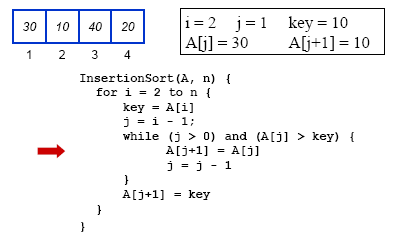 30 10 40 20
1 2 3 4
i = 2 j = 1 key = 10
A[j] = 30 A[j+1] = 10
InsertionSort(A, n) {
for i = 2 to n {
key = A[i]
j = i - 1;
while (j > 0) and (A[j] > key) {
A[j+1] = A[j]
j = j - 1
}
A[j+1] = key
}
}